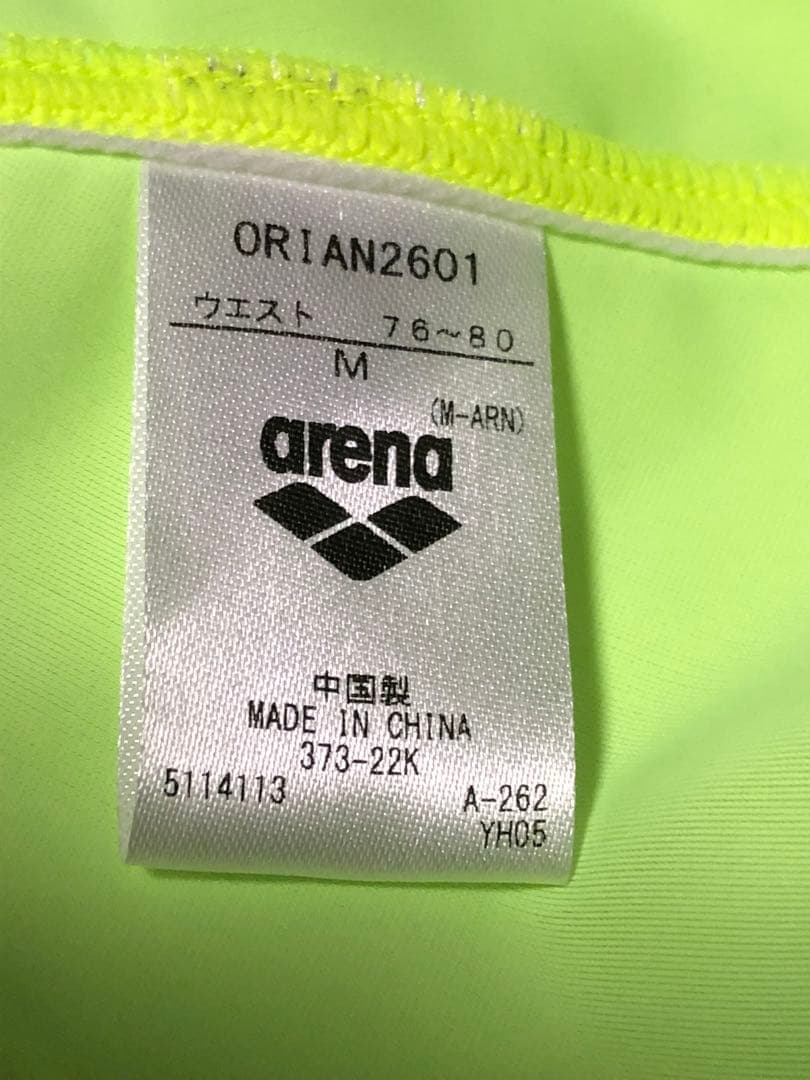 ORIAN2601
ウエスト 76～80
M
(M-ARN)
arena
中国製
MADE IN CHINA
373-22K
5114113 A-262
YH05